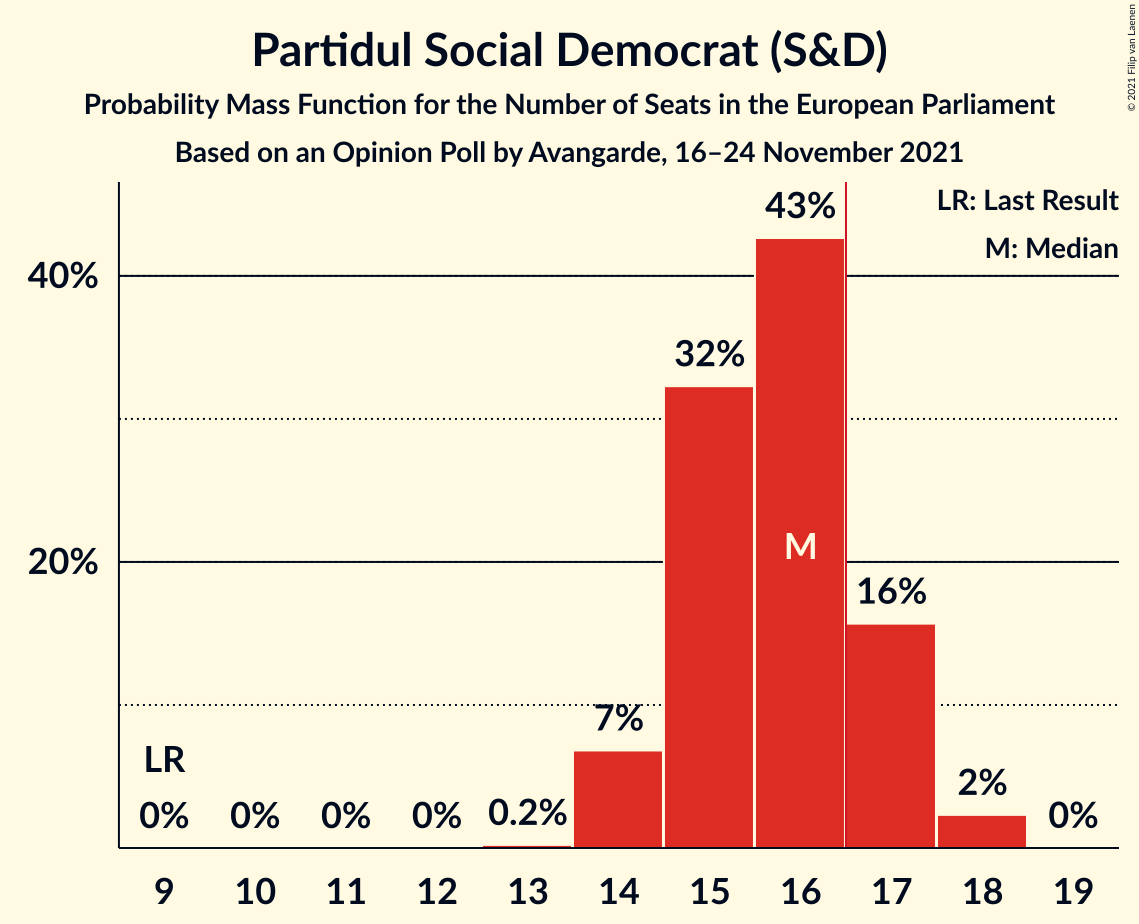 Partidul Social Democrat (S&D)
Probability Mass Function for the Number of Seats in the European Parliament
Based on an Opinion Poll by Avangarde, 16–24 November 2021
© 2021 Filip van Laenen
LR: Last Result
M: Median
40%
20%
LR
0%
0%
0%
0%
0.2%
7%
32%
43%
M
16%
2%
0%
9 10 11 12 13 14 15 16 17 18 19